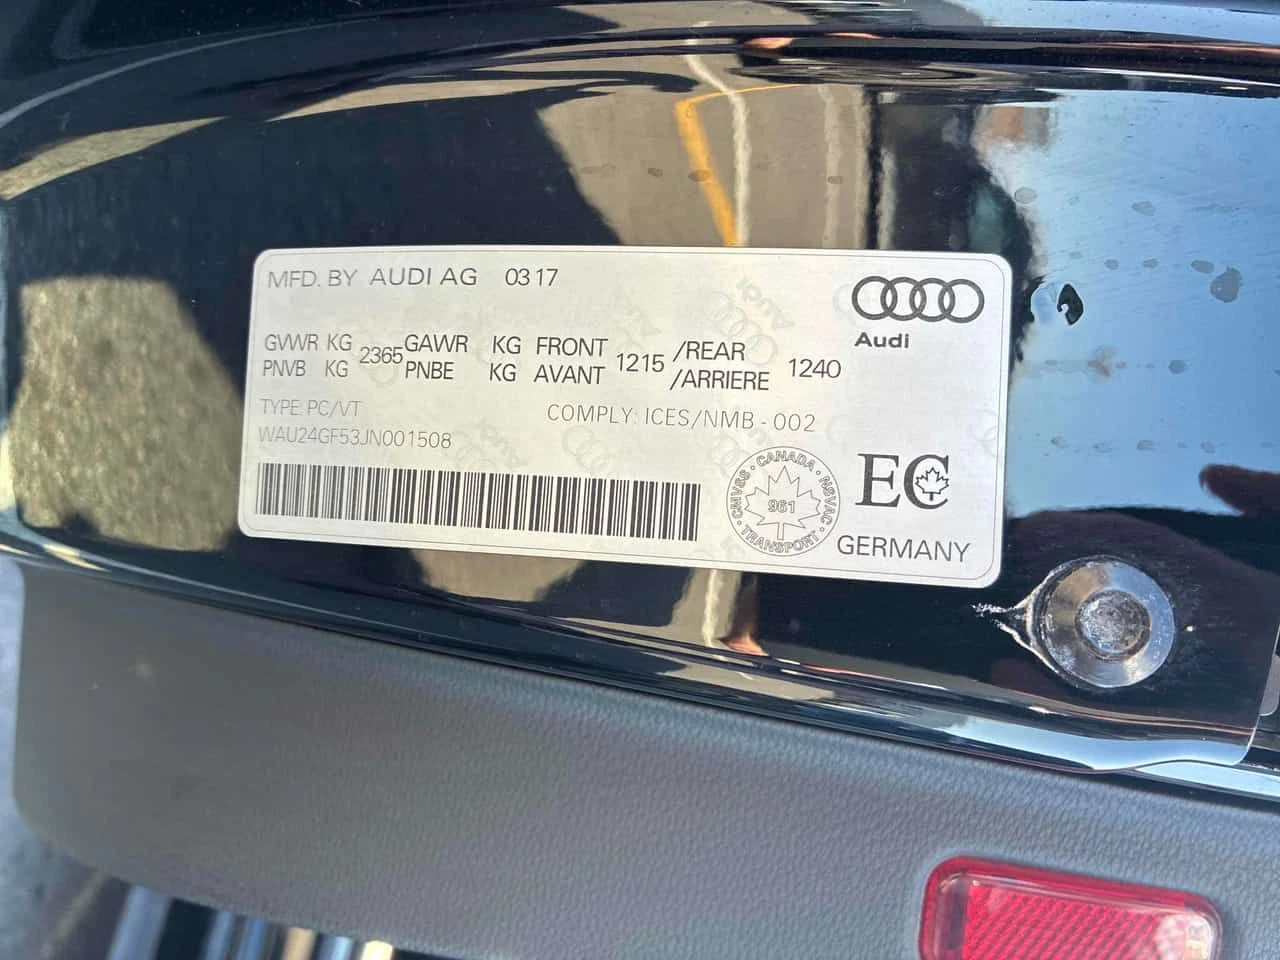 MFD. BY AUDI AG 03 17
Audi
GVWR KG 2365 GAWR KG FRONT 1215 /REAR 1240
PNVB KG PNBE KG AVANT /ARRIERE
TYPE: PC/VT COMPLY: ICES/NMB - 002
WAU24GF53JN001508
· CANADA · NSVAC · TRANSPORT · CMVSS
961
EC
GERMANY